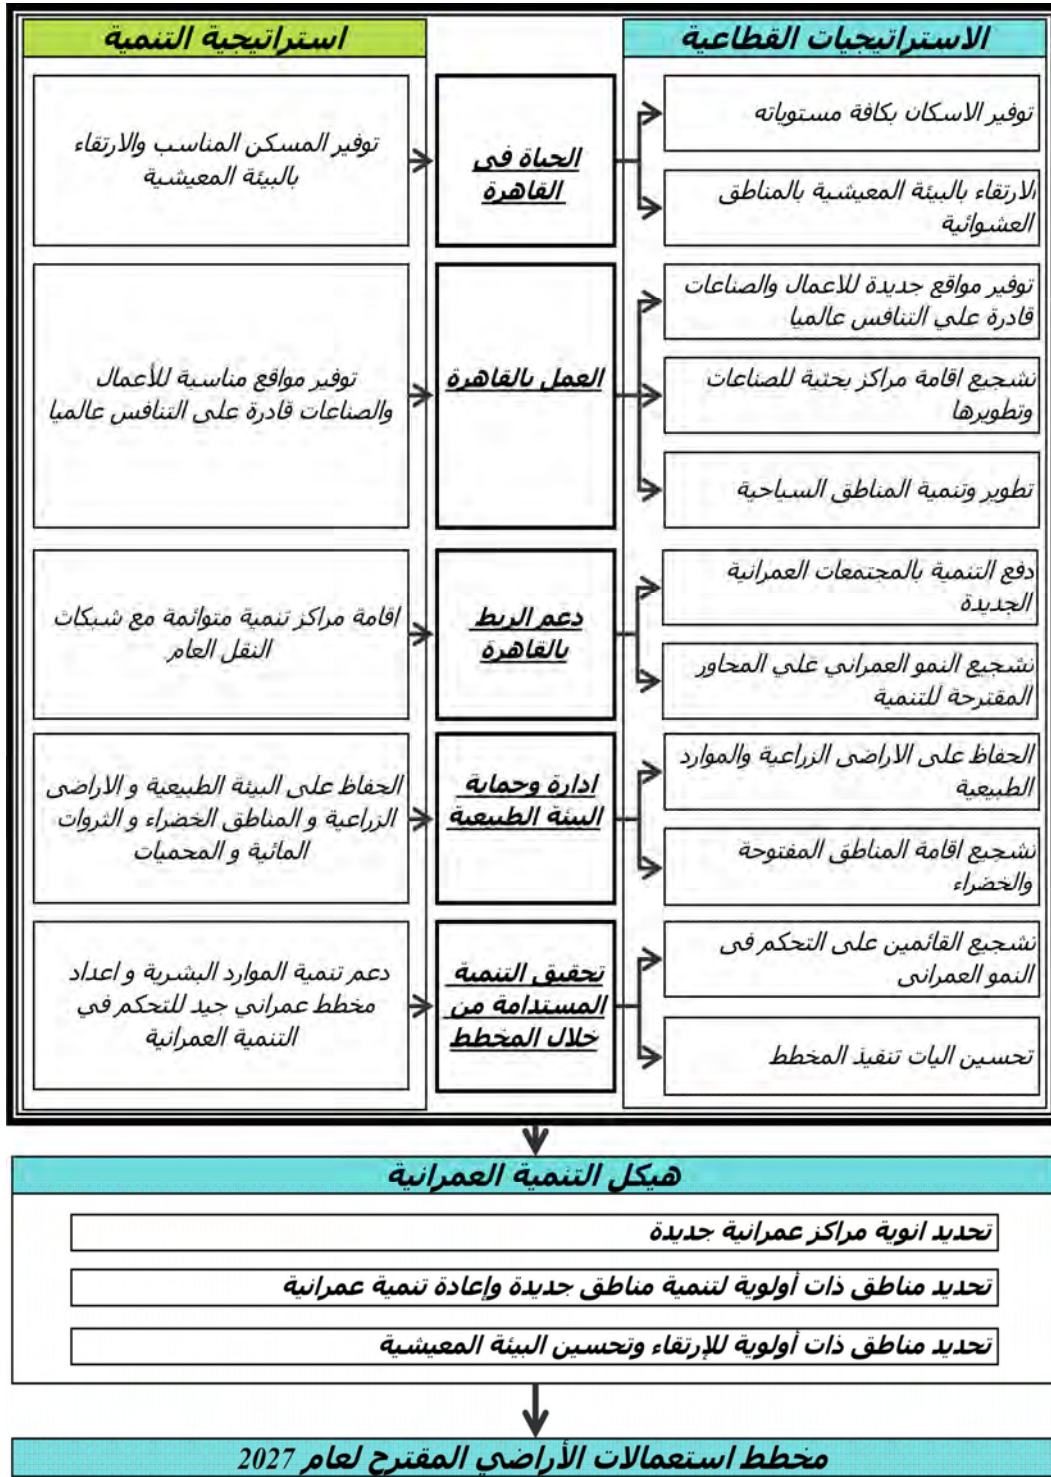 الاستراتيجيات القطاعية
استراتيجية التنمية
توفير الاسكان بكافة مستوياته
الارتقاء بالبيئة المعيشية بالمناطق
العشوائية
الحياة فى
القاهرة
توفير المسكن المناسب والارتقاء
بالبيئة المعيشية
توفير مواقع جديدة للاعمال والصناعات
قادرة علي التنافس عالميا
تشجيع اقامة مراكز بحثية للصناعات
وتطويرها
تطوير وتنمية المناطق السياحية
العمل بالقاهرة
توفير مواقع مناسبة للأعمال
والصناعات قادرة على التنافس عالميا
دفع التنمية بالمجتمعات العمرانية
الجديدة
تشجيع النمو العمراني علي المحاور
المقترحة للتنمية
دعم الربط
بالقاهرة
اقامة مراكز تنمية متوائمة مع شبكات
النقل العام
الحفاظ على الاراضى الزراعية والموارد
الطبيعية
تشجيع اقامة المناطق المفتوحة
والخضراء
ادارة وحماية
البيئة الطبيعية
الحفاظ على البيئة الطبيعية و الاراضى
الزراعية و المناطق الخضراء و الثروات
المائية و المحميات
تشجيع القائمين على التحكم فى
النمو العمرانى
تحسين اليات تنفيذ المخطط
تحقيق التنمية
المستدامة من
خلال المخطط
دعم تنمية الموارد البشرية و اعداد
مخطط عمراني جيد للتحكم في
التنمية العمرانية
هيكل التنمية العمرانية
تحديد انوية مراكز عمرانية جديدة
تحديد مناطق ذات أولوية لتنمية مناطق جديدة وإعادة تنمية عمرانية
تحديد مناطق ذات أولوية للإرتقاء وتحسين البيئة المعيشية
مخطط استعمالات الأراضي المقترح لعام 2027